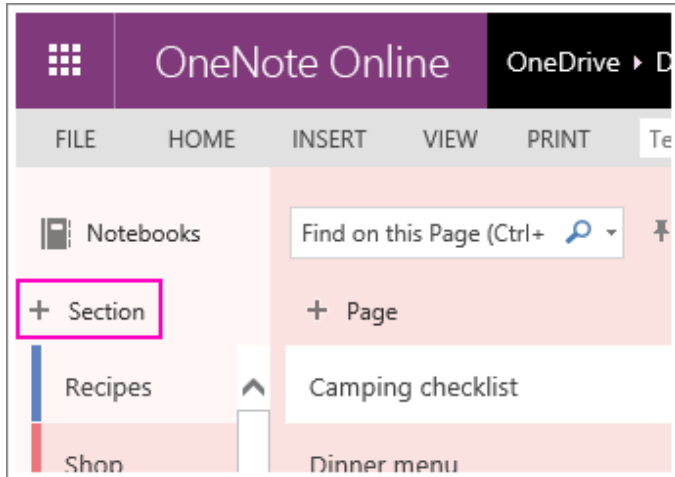 OneNote Online OneDrive ▸ D
FILE HOME INSERT VIEW PRINT Te
Notebooks Find on this Page (Ctrl+
+ Section + Page
Recipes Camping checklist
Shop Dinner menu